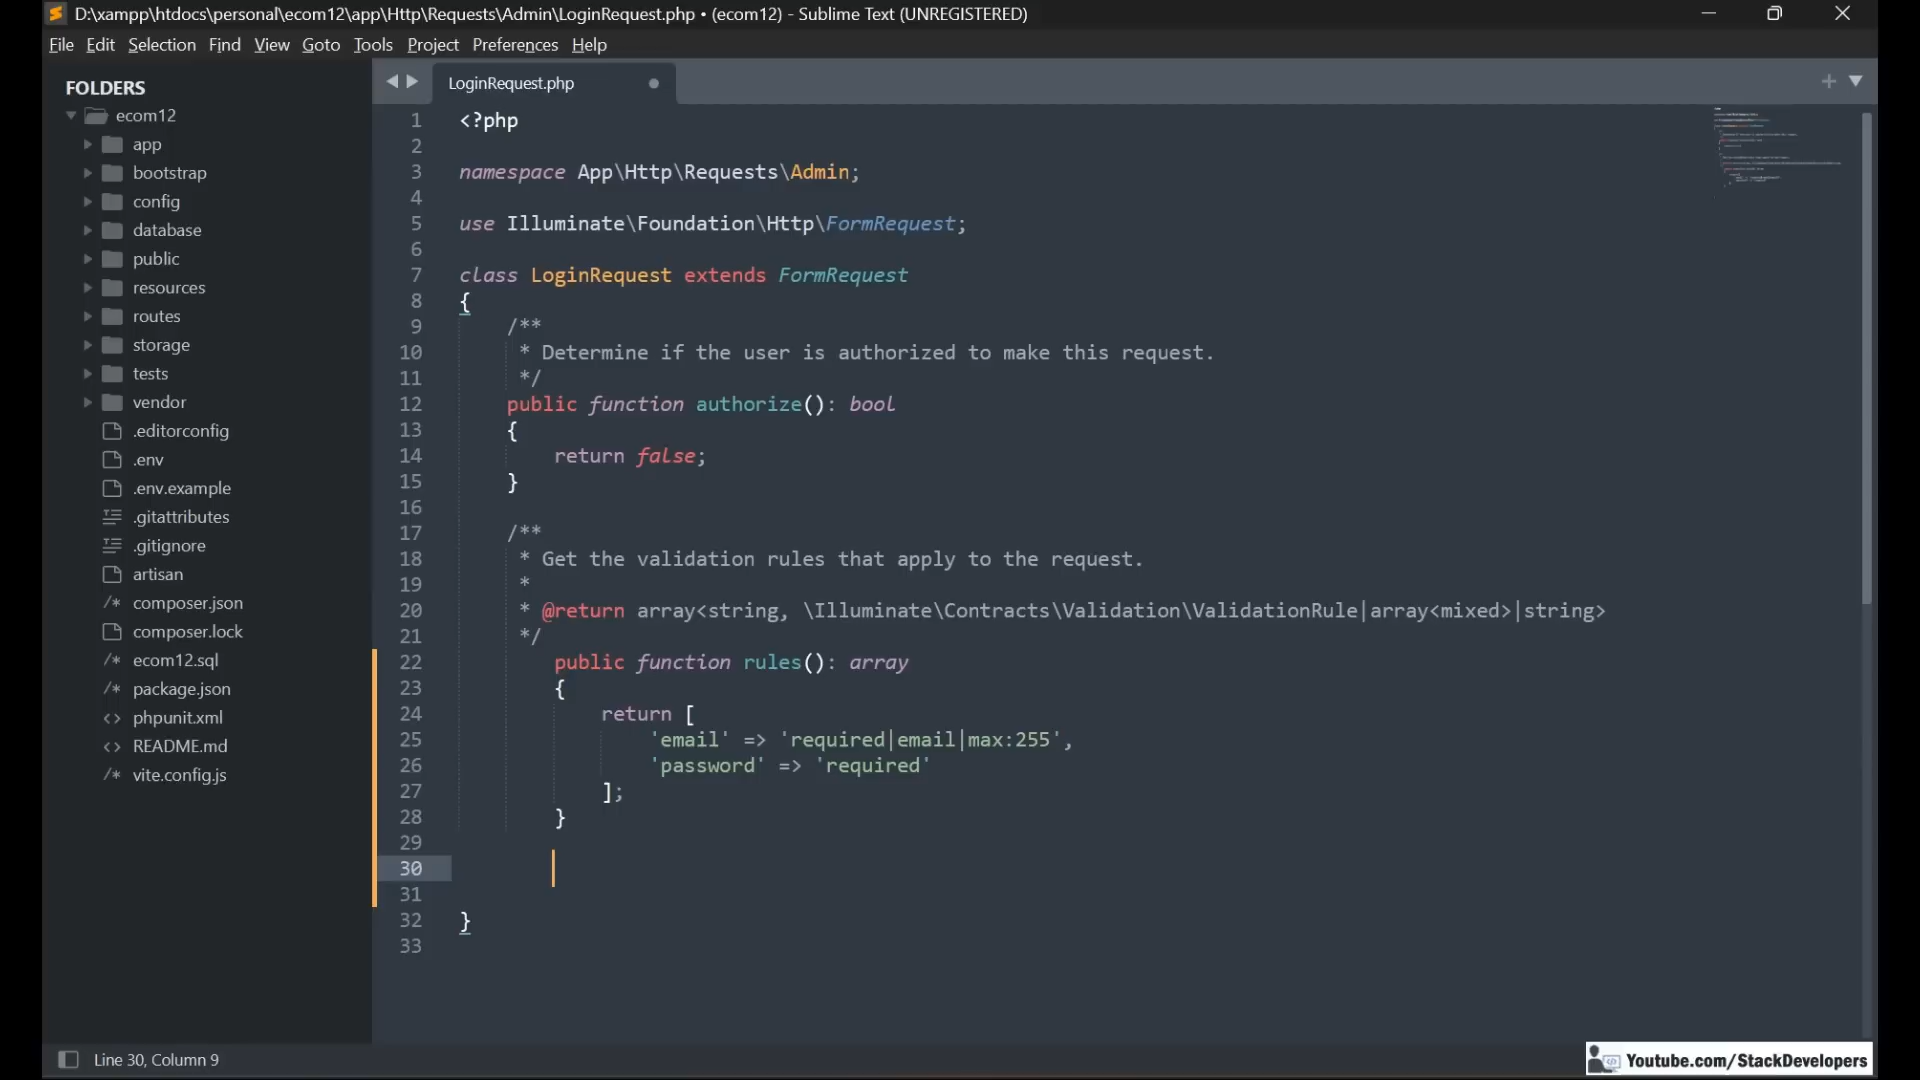 D:\xampp\htdocs\personal\ecom12\app\Http\Requests\Admin\LoginRequest.php • (ecom12) - Sublime Text (UNREGISTERED)
File Edit Selection Find View Goto Tools Project Preferences Help
FOLDERS
ecom12
app
bootstrap
config
database
public
resources
routes
storage
tests
vendor
.editorconfig
.env
.env.example
.gitattributes
.gitignore
artisan
/* composer.json
composer.lock
/* ecom12.sql
/* package.json
<> phpunit.xml
<> README.md
/* vite.config.js
LoginRequest.php
1 <?php
2
3 namespace App\Http\Requests\Admin;
4
5 use Illuminate\Foundation\Http\FormRequest;
6
7 class LoginRequest extends FormRequest
8 {
9 /**
10 * Determine if the user is authorized to make this request.
11 */
12 public function authorize(): bool
13 {
14 return false;
15 }
16
17 /**
18 * Get the validation rules that apply to the request.
19 *
20 * @return array<string, \Illuminate\Contracts\Validation\ValidationRule|array<mixed>|string>
21 */
22 public function rules(): array
23 {
24 return [
25 'email' => 'required|email|max:255',
26 'password' => 'required'
27 ];
28 }
29
30
31
32 }
33
Line 30, Column 9
Youtube.com/StackDevelopers